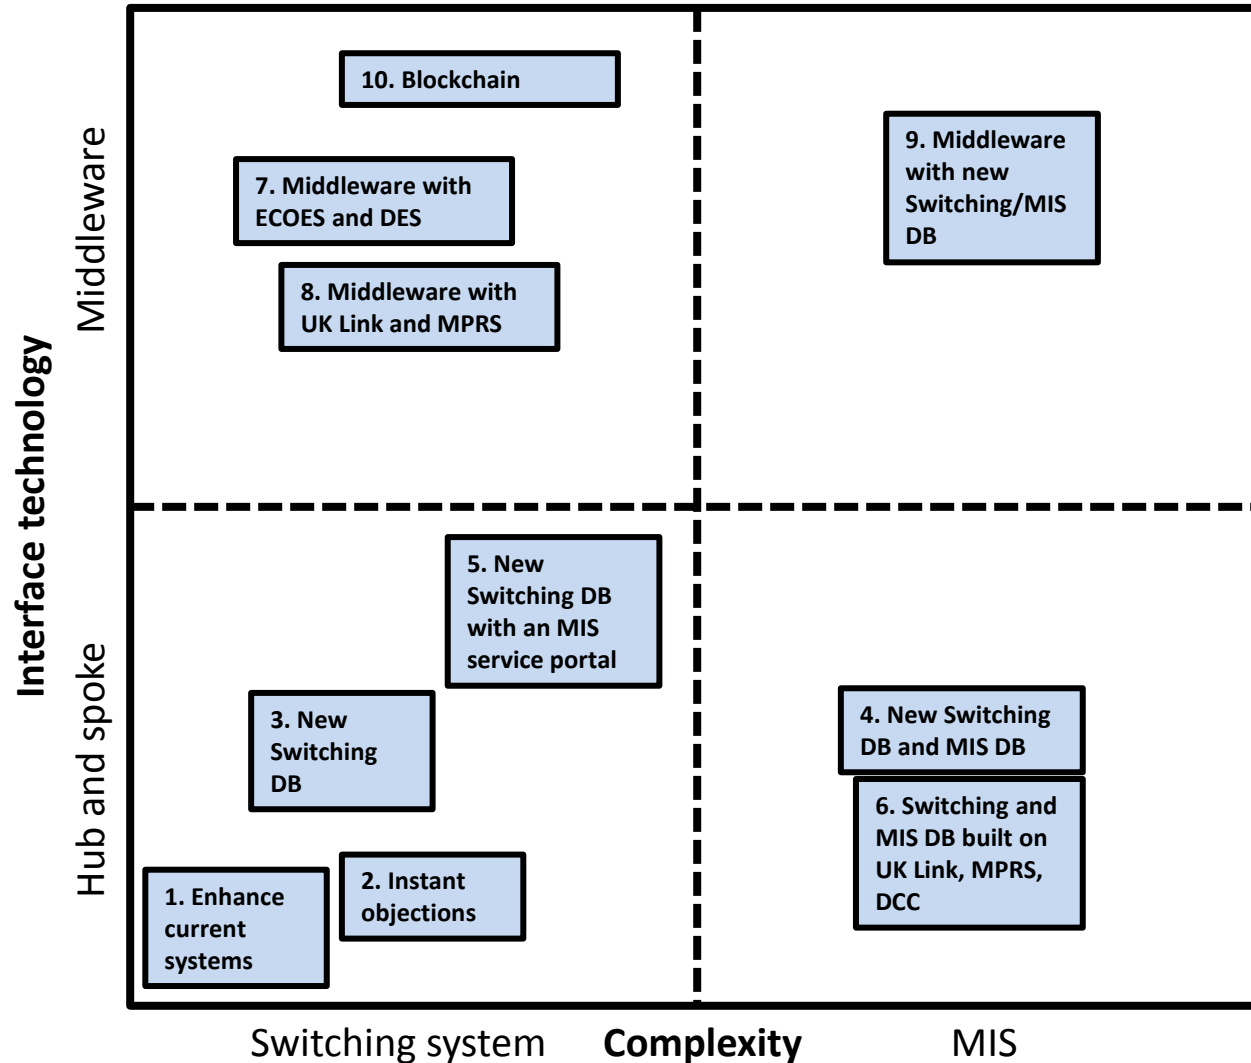 10. Blockchain
7. Middleware with
ECOES and DES
8. Middleware with
UK Link and MPRS
9. Middleware
with new
Switching/MIS
DB
Middleware
Interface technology
Hub and spoke
5. New
Switching DB
with an MIS
service portal
3. New
Switching
DB
4. New Switching
DB and MIS DB
6. Switching and
MIS DB built on
UK Link, MPRS,
DCC
1. Enhance
current
systems
2. Instant
objections
Switching system
Complexity
MIS